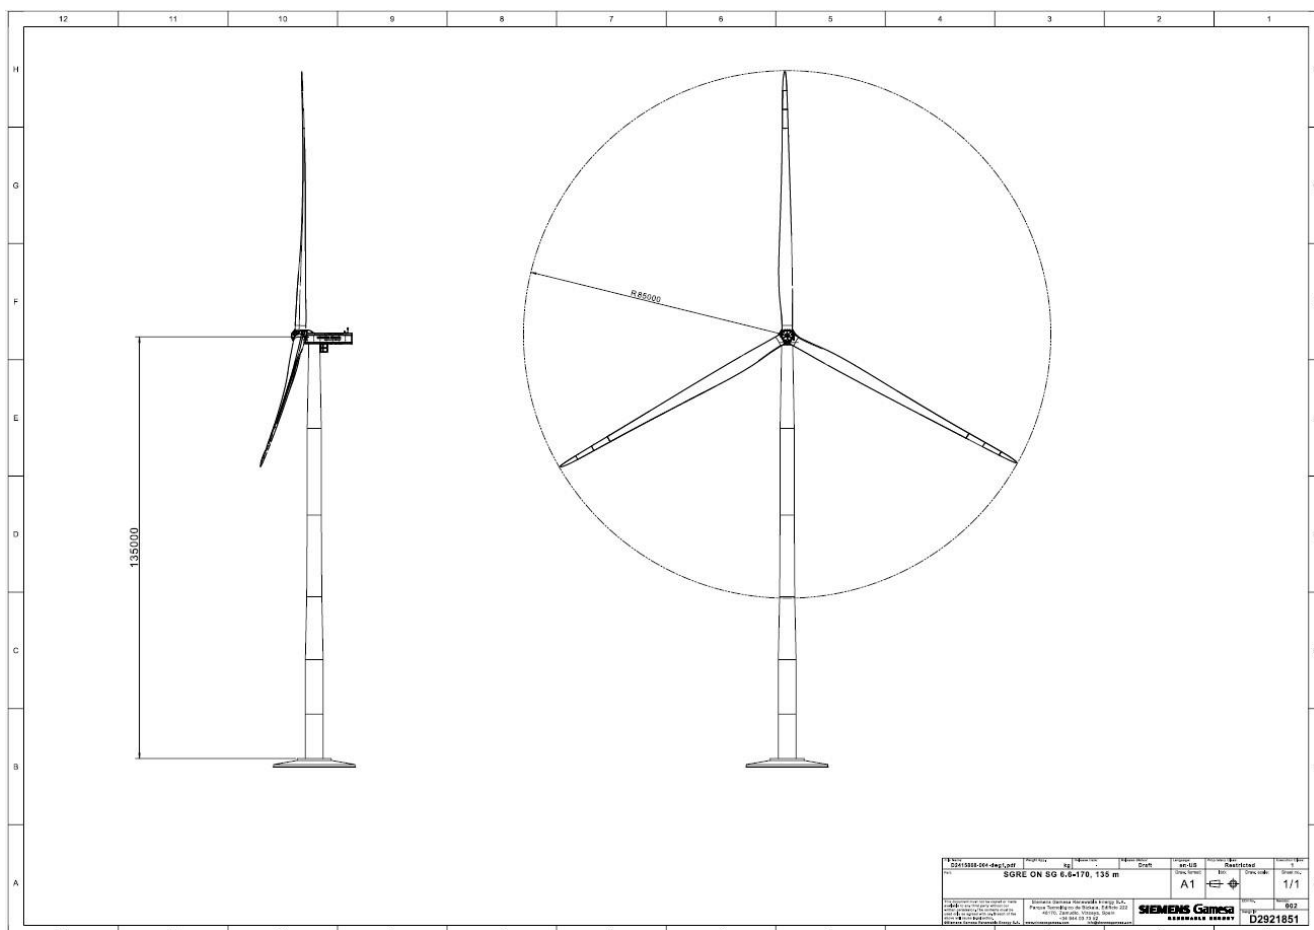 12 11 10 9 8 7 6 5 4 3 2 1
H
G
F
E
D
C
B
A
R85000
135000
D2415808-004-deg1.pdf
kg
Draft
en-US
Restricted
1
SGRE ON SG 6.6-170, 135 m
A1
1/1
Siemens Gamesa Renewable Energy S.A.
Parque Tecnológico de Bizkaia, Edificio 222
48170, Zamudio, Vizcaya, Spain
SIEMENS Gamesa
RENEWABLE ENERGY
002
D2921851